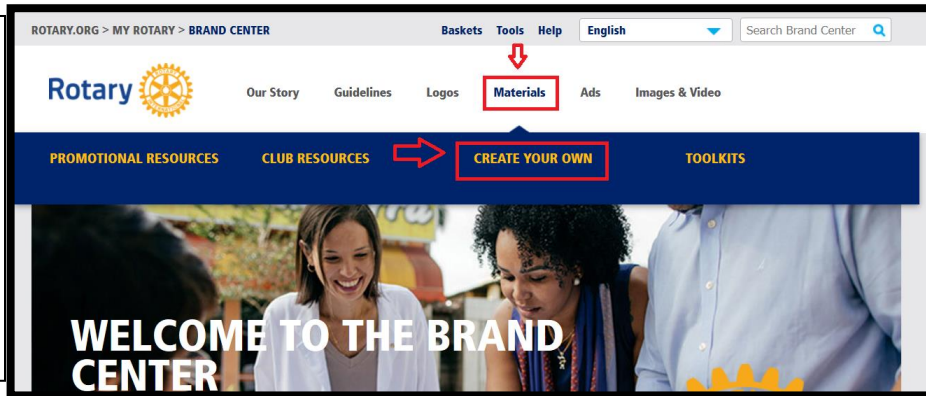 ROTARY.ORG > MY ROTARY > BRAND CENTER Baskets Tools Help English Search Brand Center
Rotary Our Story Guidelines Logos Materials Ads Images & Video
PROMOTIONAL RESOURCES CLUB RESOURCES CREATE YOUR OWN TOOLKITS
WELCOME TO THE BRAND
CENTER